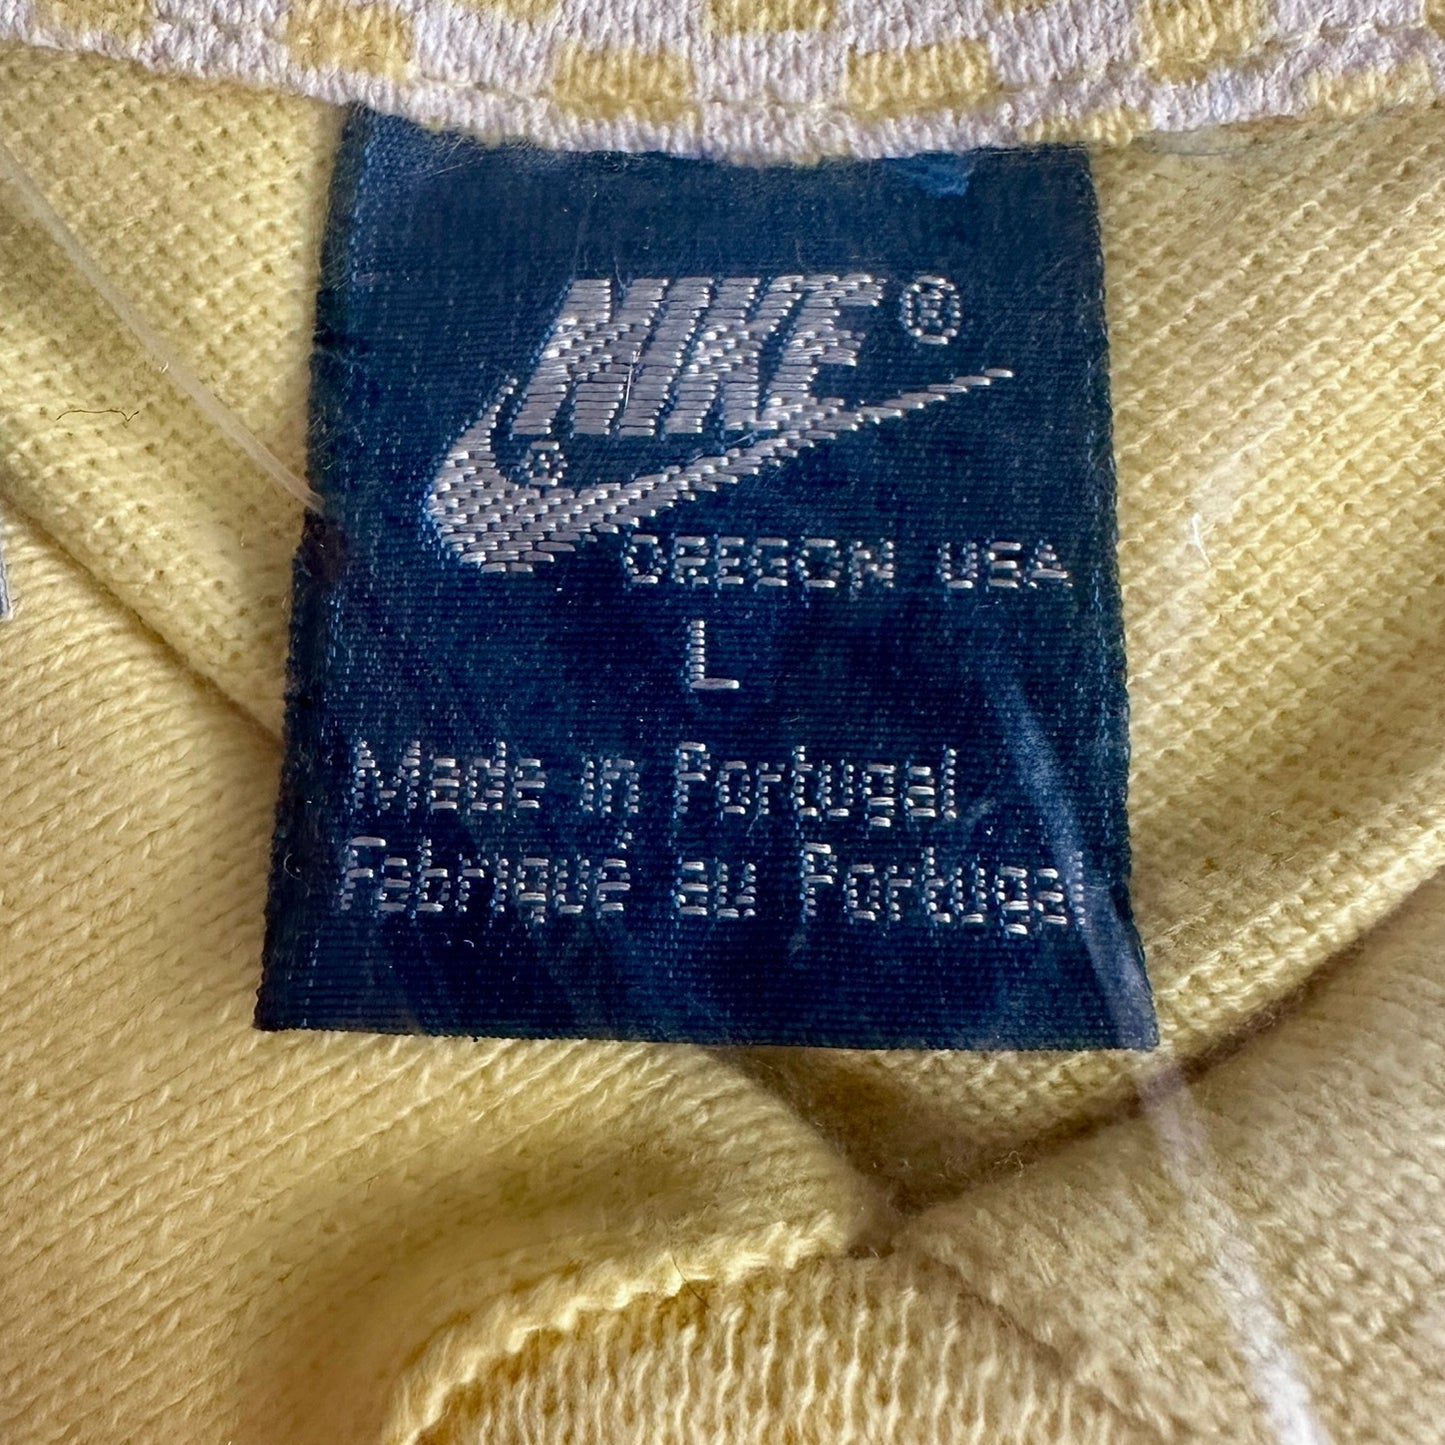 NIKE®
®
OREGON USA
L
Made in Portugal
Fabriqué au Portugal